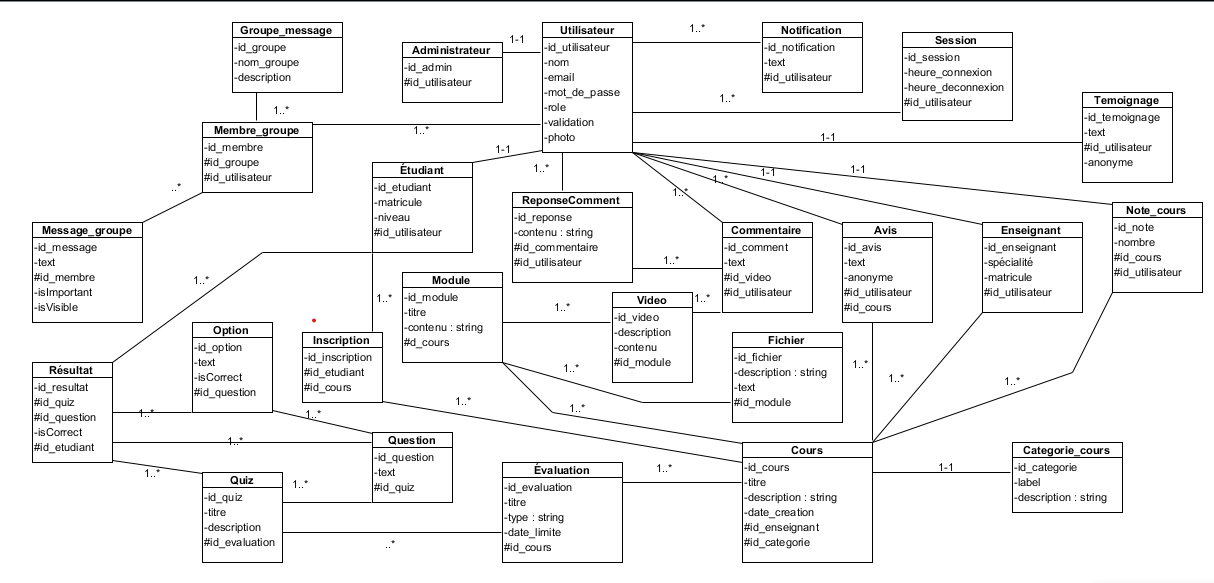 Groupe_message
-id_groupe
-nom_groupe
-description
1..*
Administrateur
-id_admin
#id_utilisateur
1-1
Utilisateur
-id_utilisateur
-nom
-email
-mot_de_passe
-role
-validation
-photo
1..*
Notification
-id_notification
-text
#id_utilisateur
Session
-id_session
-heure_connexion
-heure_deconnexion
#id_utilisateur
1..*
Temoignage
-id_temoignage
-text
#id_utilisateur
-anonyme
1-1
Membre_groupe
-id_membre
#id_groupe
#id_utilisateur
1..*
..*
Étudiant
-id_etudiant
-matricule
-niveau
#id_utilisateur
1-1
1..*
ReponseComment
-id_reponse
-contenu : string
#id_commentaire
#id_utilisateur
1..*
1..*
1..*
1-1
1-1
Commentaire
-id_comment
-text
#id_video
#id_utilisateur
Avis
-id_avis
-text
-anonyme
#id_utilisateur
#id_cours
Enseignant
-id_enseignant
-spécialité
-matricule
#id_utilisateur
Note_cours
-id_note
-nombre
#id_cours
#id_utilisateur
Message_groupe
-id_message
-text
#id_membre
-isImportant
-isVisible
1..*
1..*
Module
-id_module
-titre
-contenu : string
#d_cours
1..*
Video
-id_video
-description
-contenu
#id_module
1..*
Option
-id_option
-text
-isCorrect
#id_question
Inscription
-id_inscription
#id_etudiant
#id_cours
Fichier
-id_fichier
-description : string
-text
#id_module
1..*
1..*
1..*
1..*
1..*
1..*
Résultat
-id_resultat
#id_quiz
#id_question
-isCorrect
#id_etudiant
1..*
1..*
1..*
1..*
Question
-id_question
-text
#id_quiz
Quiz
-id_quiz
-titre
-description
#id_evaluation
1..*
..*
Évaluation
-id_evaluation
-titre
-type : string
-date_limite
#id_cours
1..*
Cours
-id_cours
-titre
-description : string
-date_creation
#id_enseignant
#id_categorie
1-1
Categorie_cours
-id_categorie
-label
-description : string